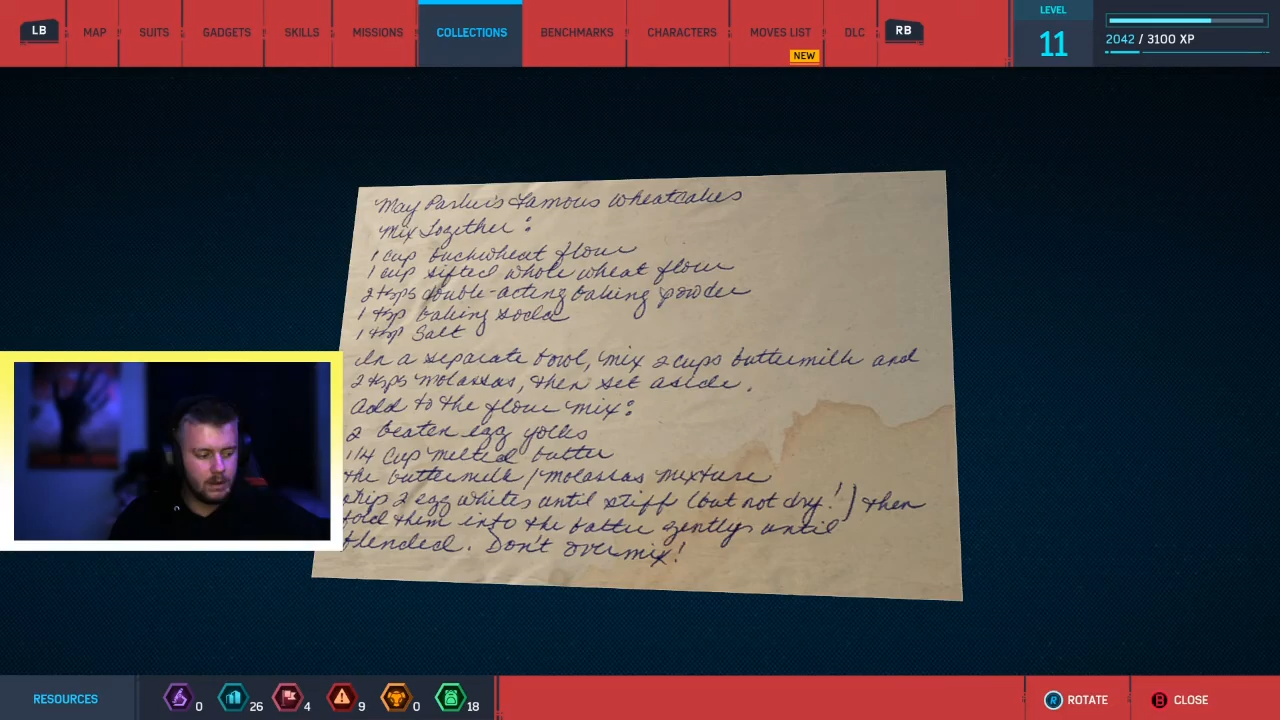 LB
MAP
SUITS
GADGETS
SKILLS
MISSIONS
COLLECTIONS
BENCHMARKS
CHARACTERS
MOVES LIST
NEW
DLC
RB
LEVEL
11
2042 / 3100 XP
May Parker's Famous Wheatcakes
Mix Together:
1 cup buckwheat flour
1 cup sifted whole wheat flour
2 tsps double-acting baking powder
1 tsp baking soda
1 tsp Salt
In a separate bowl, mix 2 cups buttermilk and
2 tsps molassas, then set aside.
Add to the flour mix:
2 beaten egg yolks
1/4 cup melted butter
the buttermilk/molassas mixture
whip 2 egg whites until stiff (but not dry!) then
fold them into the batter gently until
blended. Don't over mix!
RESOURCES
0
26
4
9
0
18
R ROTATE
B CLOSE